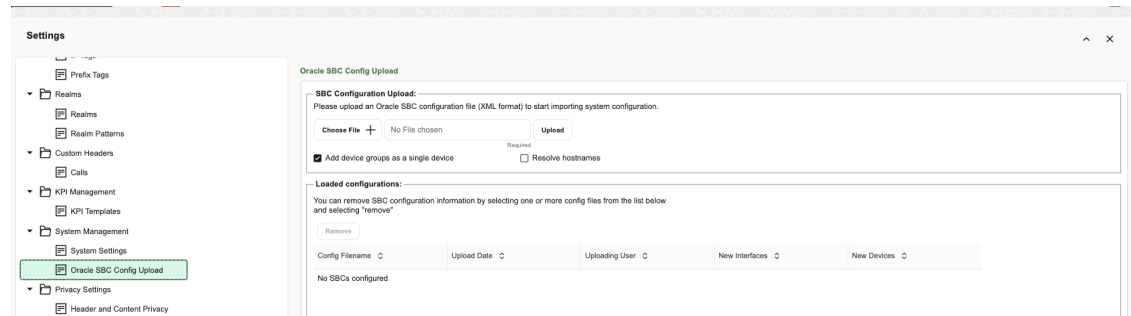 Settings
Prefix Tags
Realms
Realms
Realm Patterns
Custom Headers
Calls
KPI Management
KPI Templates
System Management
System Settings
Oracle SBC Config Upload
Privacy Settings
Header and Content Privacy
Oracle SBC Config Upload
SBC Configuration Upload:
Please upload an Oracle SBC configuration file (XML format) to start importing system configuration.
Choose File No File chosen Upload
Required
Add device groups as a single device Resolve hostnames
Loaded configurations:
You can remove SBC configuration information by selecting one or more config files from the list below
and selecting "remove"
Remove
Config Filename Upload Date Uploading User New Interfaces New Devices
No SBCs configured